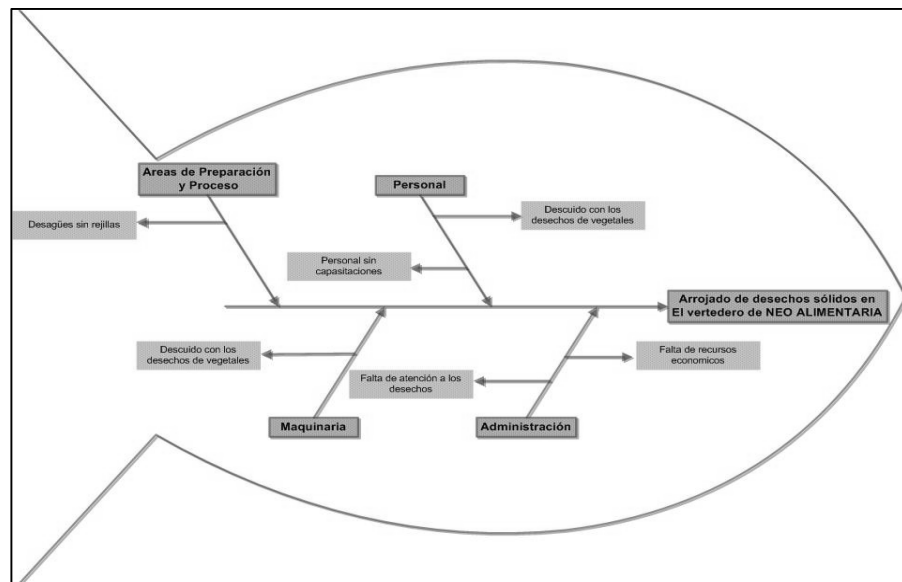 Areas de Preparación
y Proceso
Personal
Desagües sin rejillas
Descuido con los
desechos de vegetales
Personal sin
capasitaciones
Arrojado de desechos sólidos en
El vertedero de NEO ALIMENTARIA
Descuido con los
desechos de vegetales
Falta de atención a los
desechos
Falta de recursos
economicos
Maquinaria
Administración